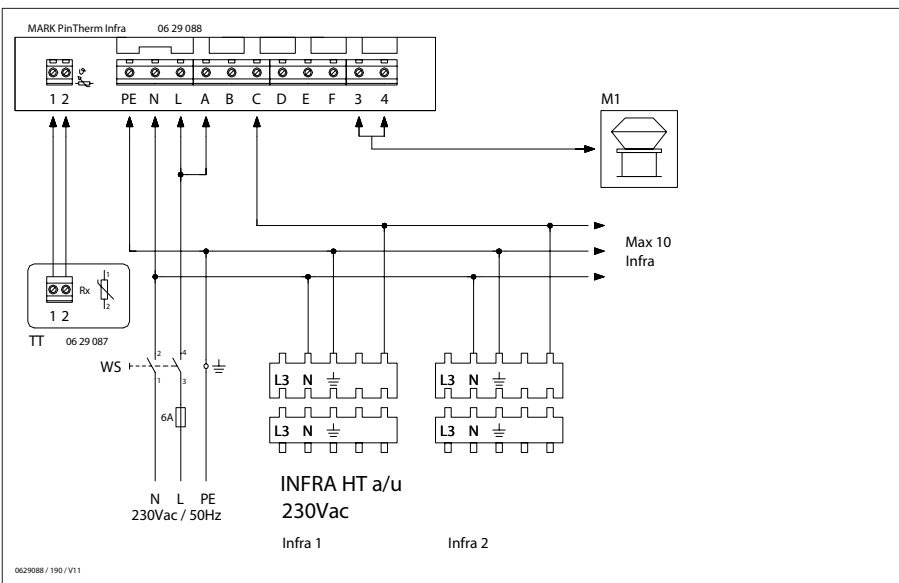 MARK PinTherm Infra 06 29 088
1 2 PE N L A B C D E F 3 4
M1
Max 10
Infra
Rx
1
2
1 2
TT 06 29 087
WS
2
4
1
3
6A
L3 N
L3 N
L3 N
L3 N
N L PE
230Vac / 50Hz
INFRA HT a/u
230Vac
Infra 1
Infra 2
0629088 / 190 / V11